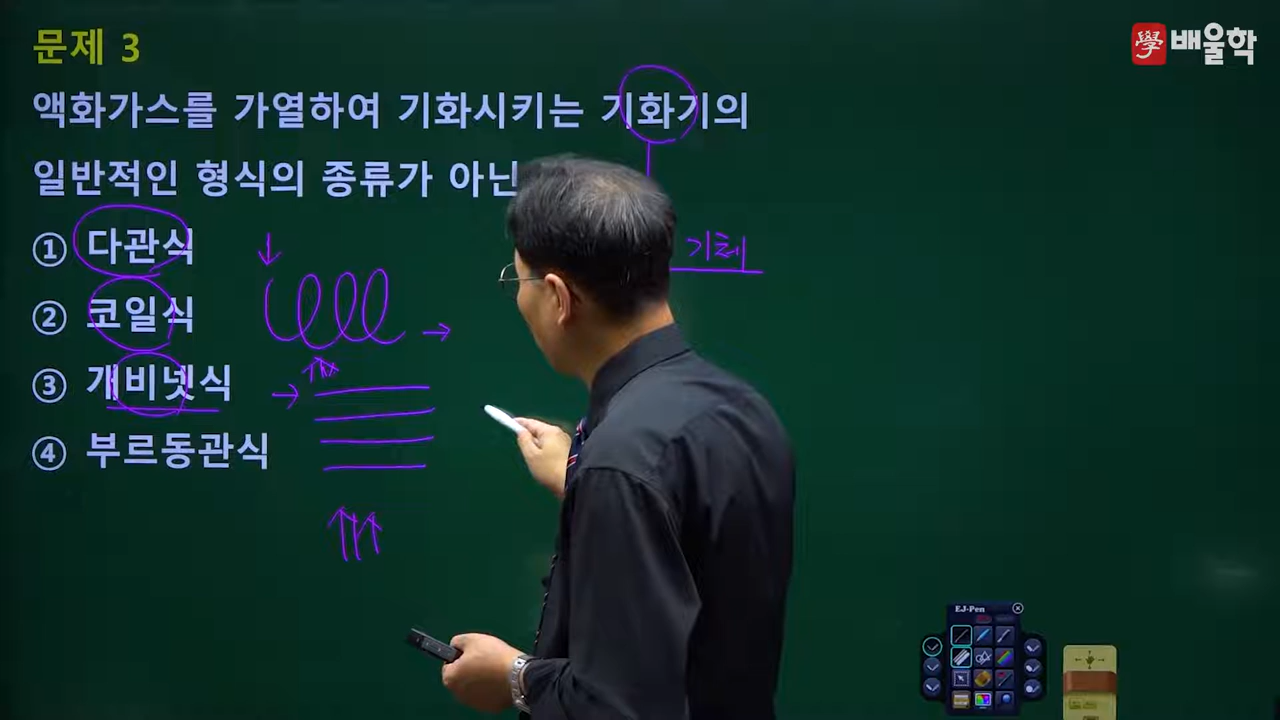 문제 3
學 배울학
액화가스를 가열하여 기화시키는 기화기의
일반적인 형식의 종류가 아닌
① 다관식
기체
② 코일식
③ 개비넷식
④ 부르동관식
EJ-Pen